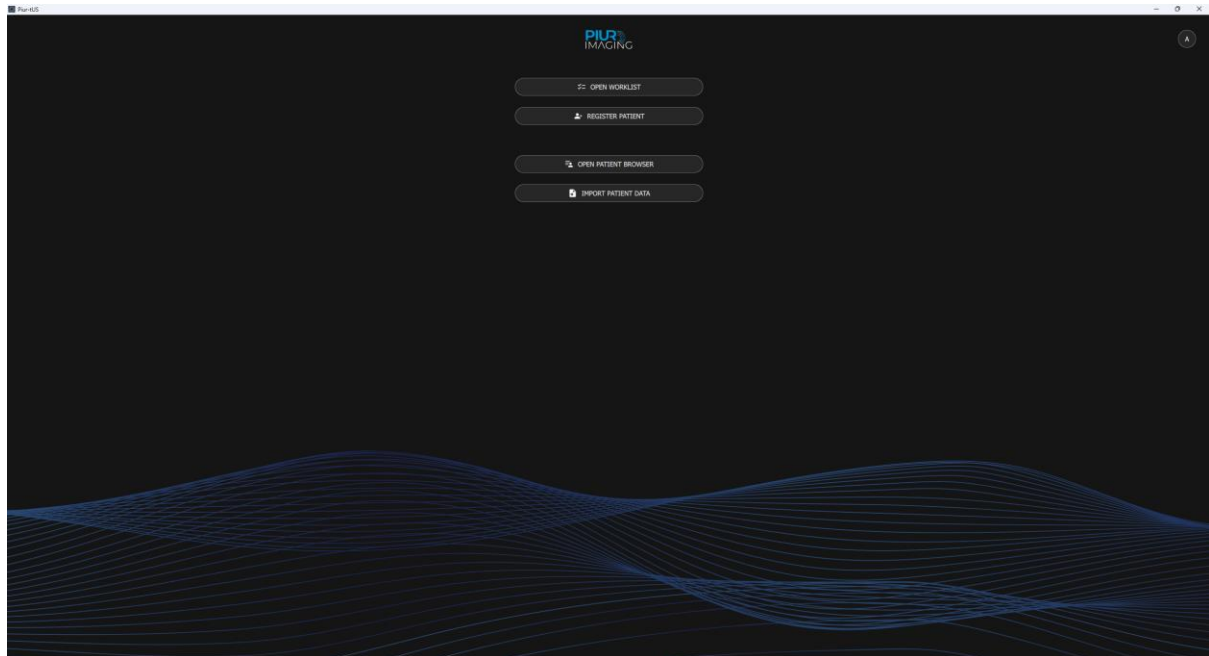 Piur-tUS
PIUR
IMAGING
A
OPEN WORKLIST
REGISTER PATIENT
OPEN PATIENT BROWSER
IMPORT PATIENT DATA